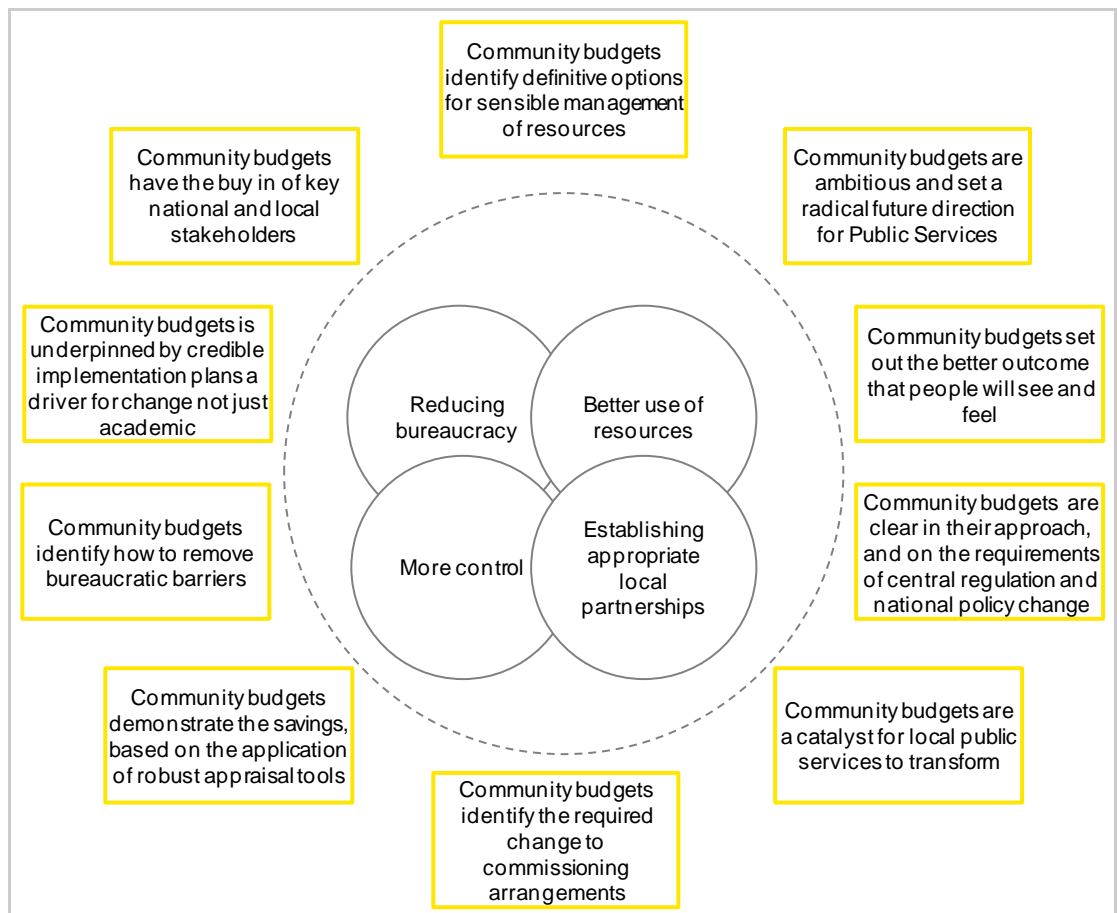 Community budgets
identify definitive options
for sensible management
of resources
Community budgets
have the buy in of key
national and local
stakeholders
Community budgets are
ambitious and set a
radical future direction
for Public Services
Community budgets is
underpinned by credible
implementation plans a
driver for change not just
academic
Community budgets set
out the better outcome
that people will see and
feel
Reducing
bureaucracy
Better use of
resources
Community budgets
identify how to remove
bureaucratic barriers
More control
Establishing
appropriate
local
partnerships
Community budgets are
clear in their approach,
and on the requirements
of central regulation and
national policy change
Community budgets
demonstrate the savings,
based on the application
of robust appraisal tools
Community budgets are
a catalyst for local public
services to transform
Community budgets
identify the required
change to
commissioning
arrangements